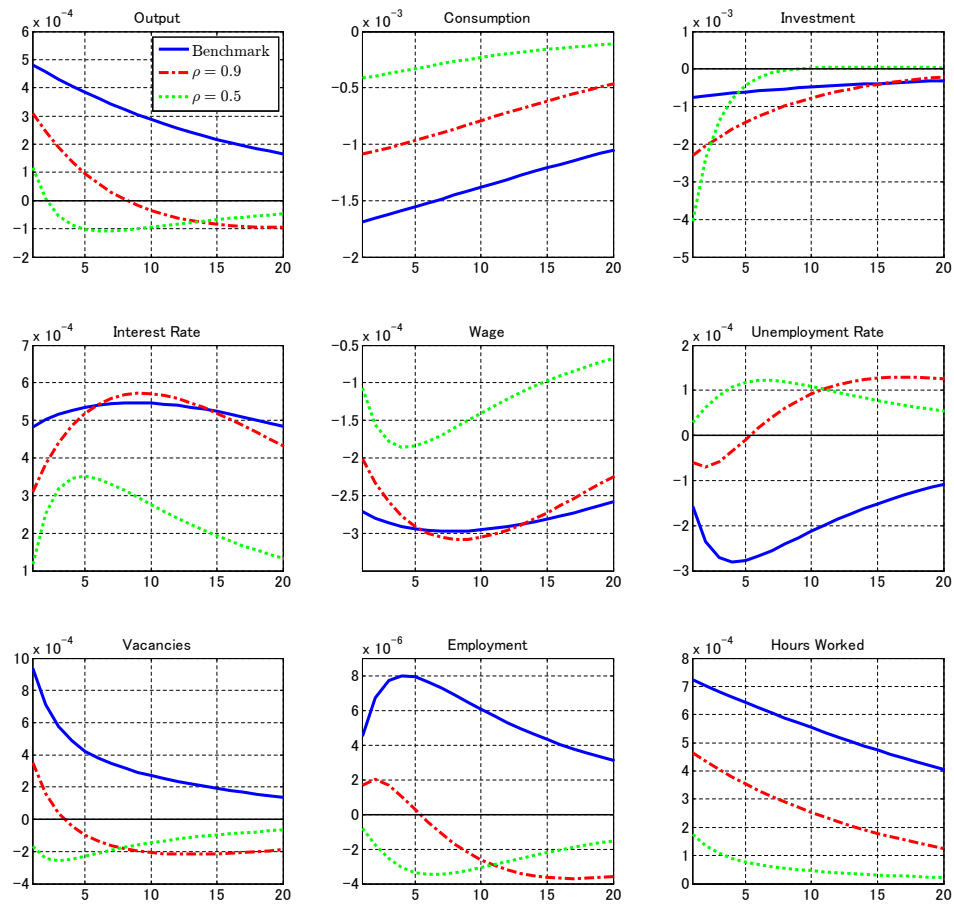 Output
Consumption
Investment
x 10⁻⁴
x 10⁻³
x 10⁻³
Benchmark
ρ = 0.9
ρ = 0.5
6
5
4
3
2
1
0
−1
−2
5 10 15 20
0
−0.5
−1
−1.5
−2
5 10 15 20
1
0
−1
−2
−3
−4
−5
5 10 15 20
Interest Rate
Wage
Unemployment Rate
x 10⁻⁴
x 10⁻⁴
x 10⁻⁴
7
6
5
4
3
2
1
5 10 15 20
−0.5
−1
−1.5
−2
−2.5
−3
5 10 15 20
2
1
0
−1
−2
−3
5 10 15 20
Vacancies
Employment
Hours Worked
x 10⁻⁴
x 10⁻⁶
x 10⁻⁴
10
8
6
4
2
0
−2
−4
5 10 15 20
8
6
4
2
0
−2
−4
5 10 15 20
8
7
6
5
4
3
2
1
0
5 10 15 20